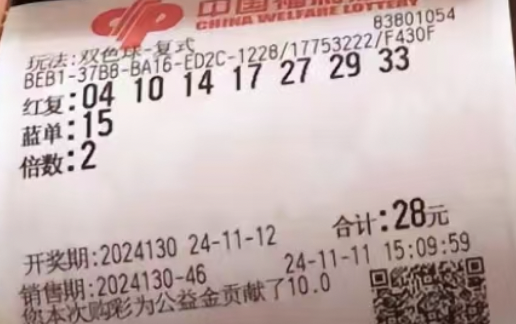 中国福利彩票
CHINA WELFARE LOTTERY
83801054
玩法:双色球-复式
BEB1-37B8-BA16-ED2C-1228/17753222/F430F
红复:04 10 14 17 27 29 33
蓝单:15
倍数:2
合计:28元
开奖期:2024130 24-11-12
销售期:2024130-46 24-11-11 15:09:59
您本次购彩为公益金贡献了10.0